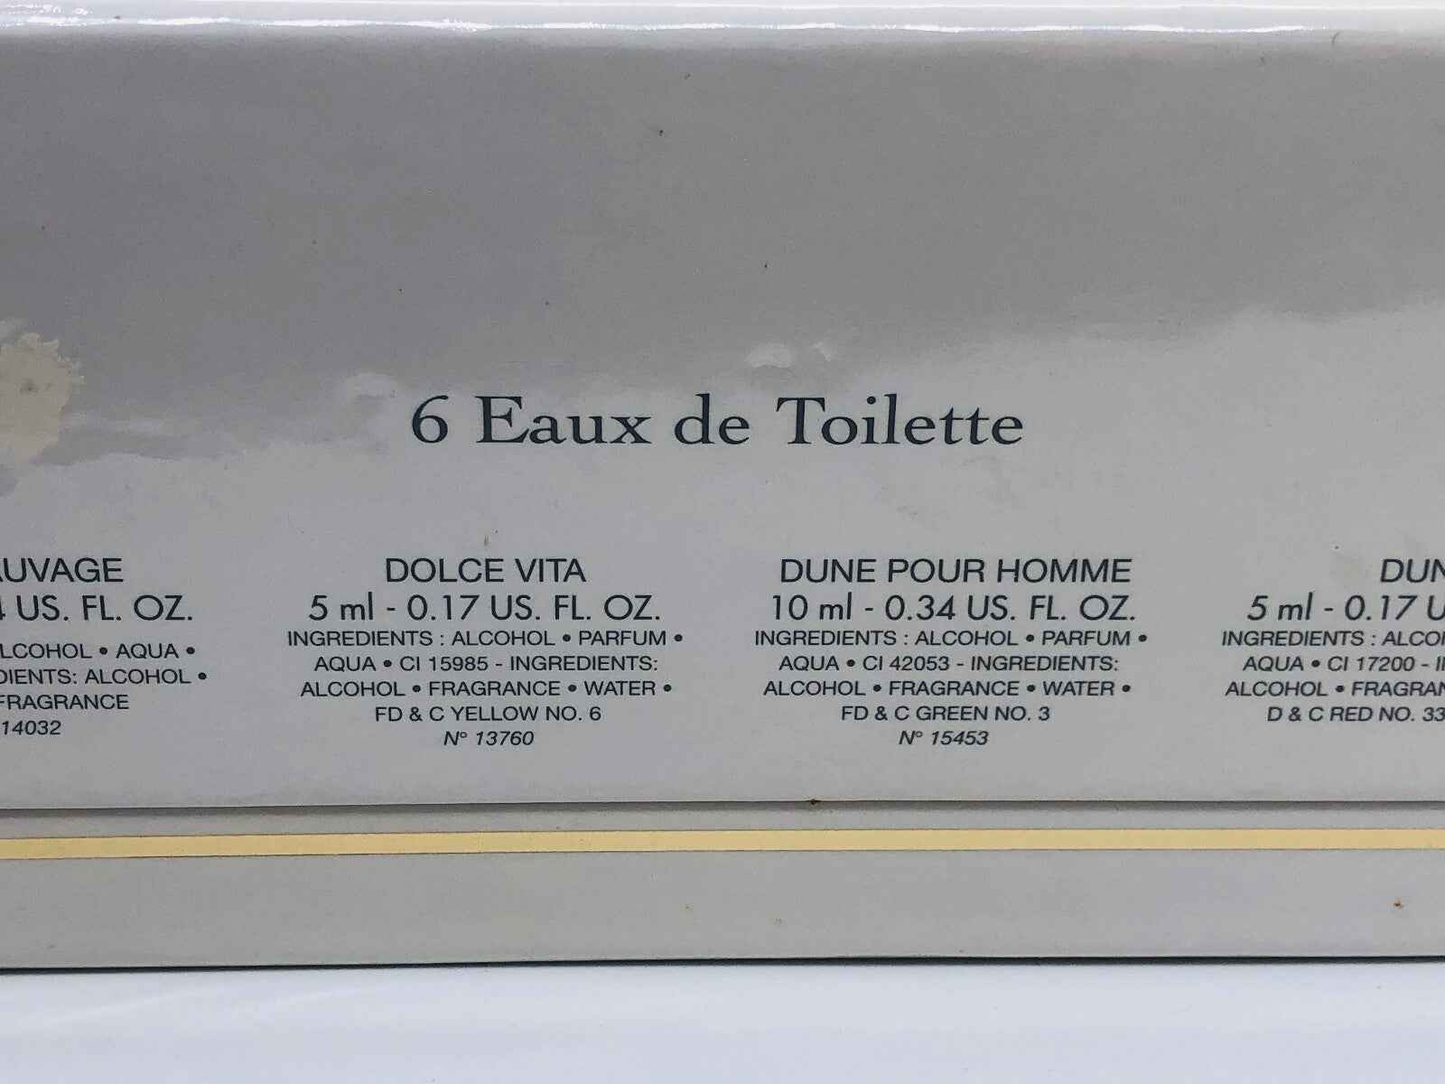 6 Eaux de Toilette
AUVAGE
4 US. FL. OZ.
ALCOHOL • AQUA •
DIENTS: ALCOHOL •
FRAGRANCE
14032
DOLCE VITA
5 ml - 0.17 US. FL. OZ.
INGREDIENTS : ALCOHOL • PARFUM •
AQUA • CI 15985 - INGREDIENTS:
ALCOHOL • FRAGRANCE • WATER •
FD & C YELLOW NO. 6
N° 13760
DUNE POUR HOMME
10 ml - 0.34 US. FL. OZ.
INGREDIENTS : ALCOHOL • PARFUM •
AQUA • CI 42053 - INGREDIENTS:
ALCOHOL • FRAGRANCE • WATER •
FD & C GREEN NO. 3
N° 15453
DUN
5 ml - 0.17 U
INGREDIENTS : ALCO
AQUA • CI 17200 - I
ALCOHOL • FRAGRAN
D & C RED NO. 33